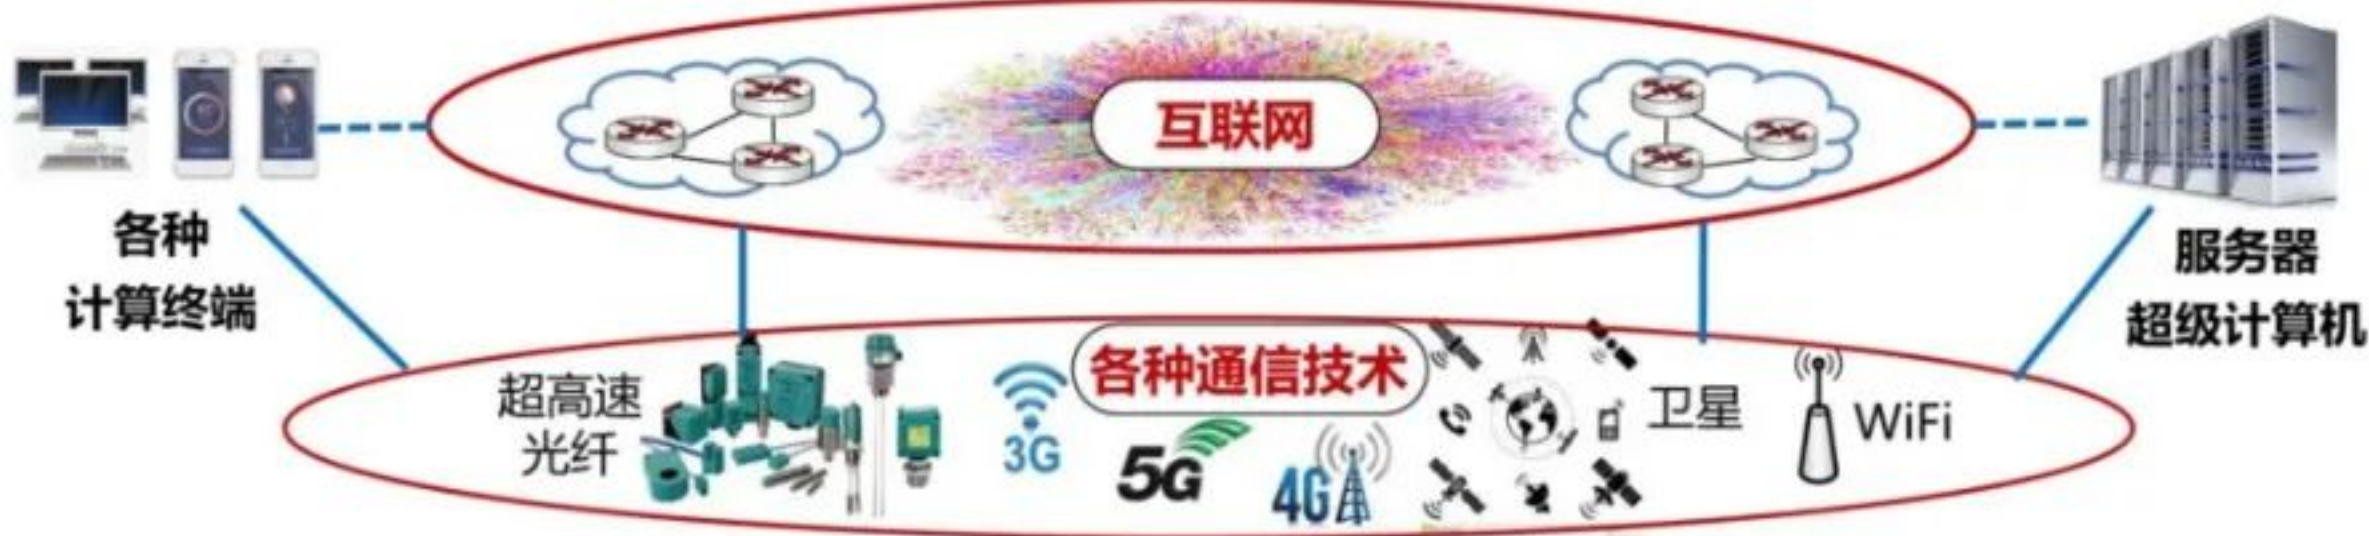 互联网
各种
计算终端
服务器
超级计算机
各种通信技术
超高速
光纤
3G
5G
4G
卫星
WiFi